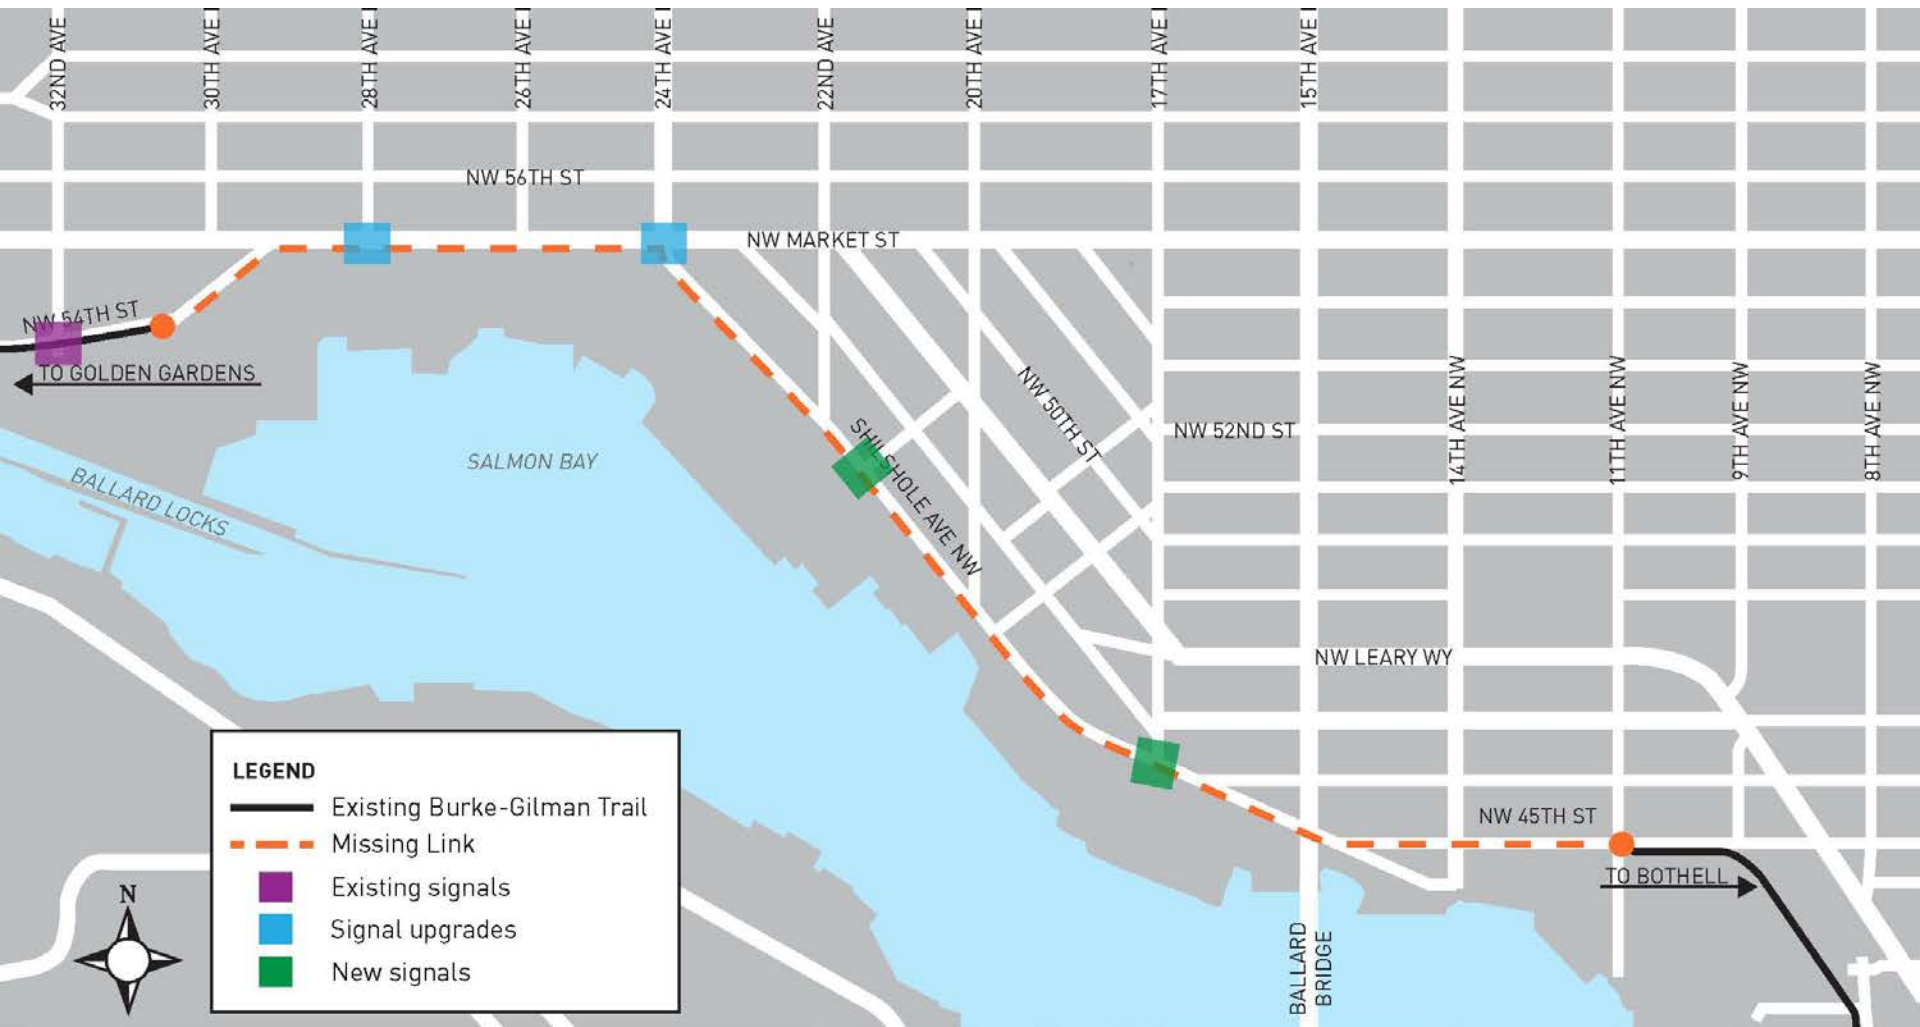 32ND AVE
30TH AVE
28TH AVE
26TH AVE
24TH AVE
22ND AVE
20TH AVE
17TH AVE
15TH AVE
NW 56TH ST
NW MARKET ST
NW 54TH ST
TO GOLDEN GARDENS
NW 50TH ST
NW 52ND ST
14TH AVE NW
11TH AVE NW
9TH AVE NW
8TH AVE NW
SHILSHOLE AVE NW
SALMON BAY
BALLARD LOCKS
NW LEARY WY
NW 45TH ST
TO BOTHELL
BALLARD
BRIDGE
LEGEND
Existing Burke-Gilman Trail
Missing Link
Existing signals
Signal upgrades
New signals
N